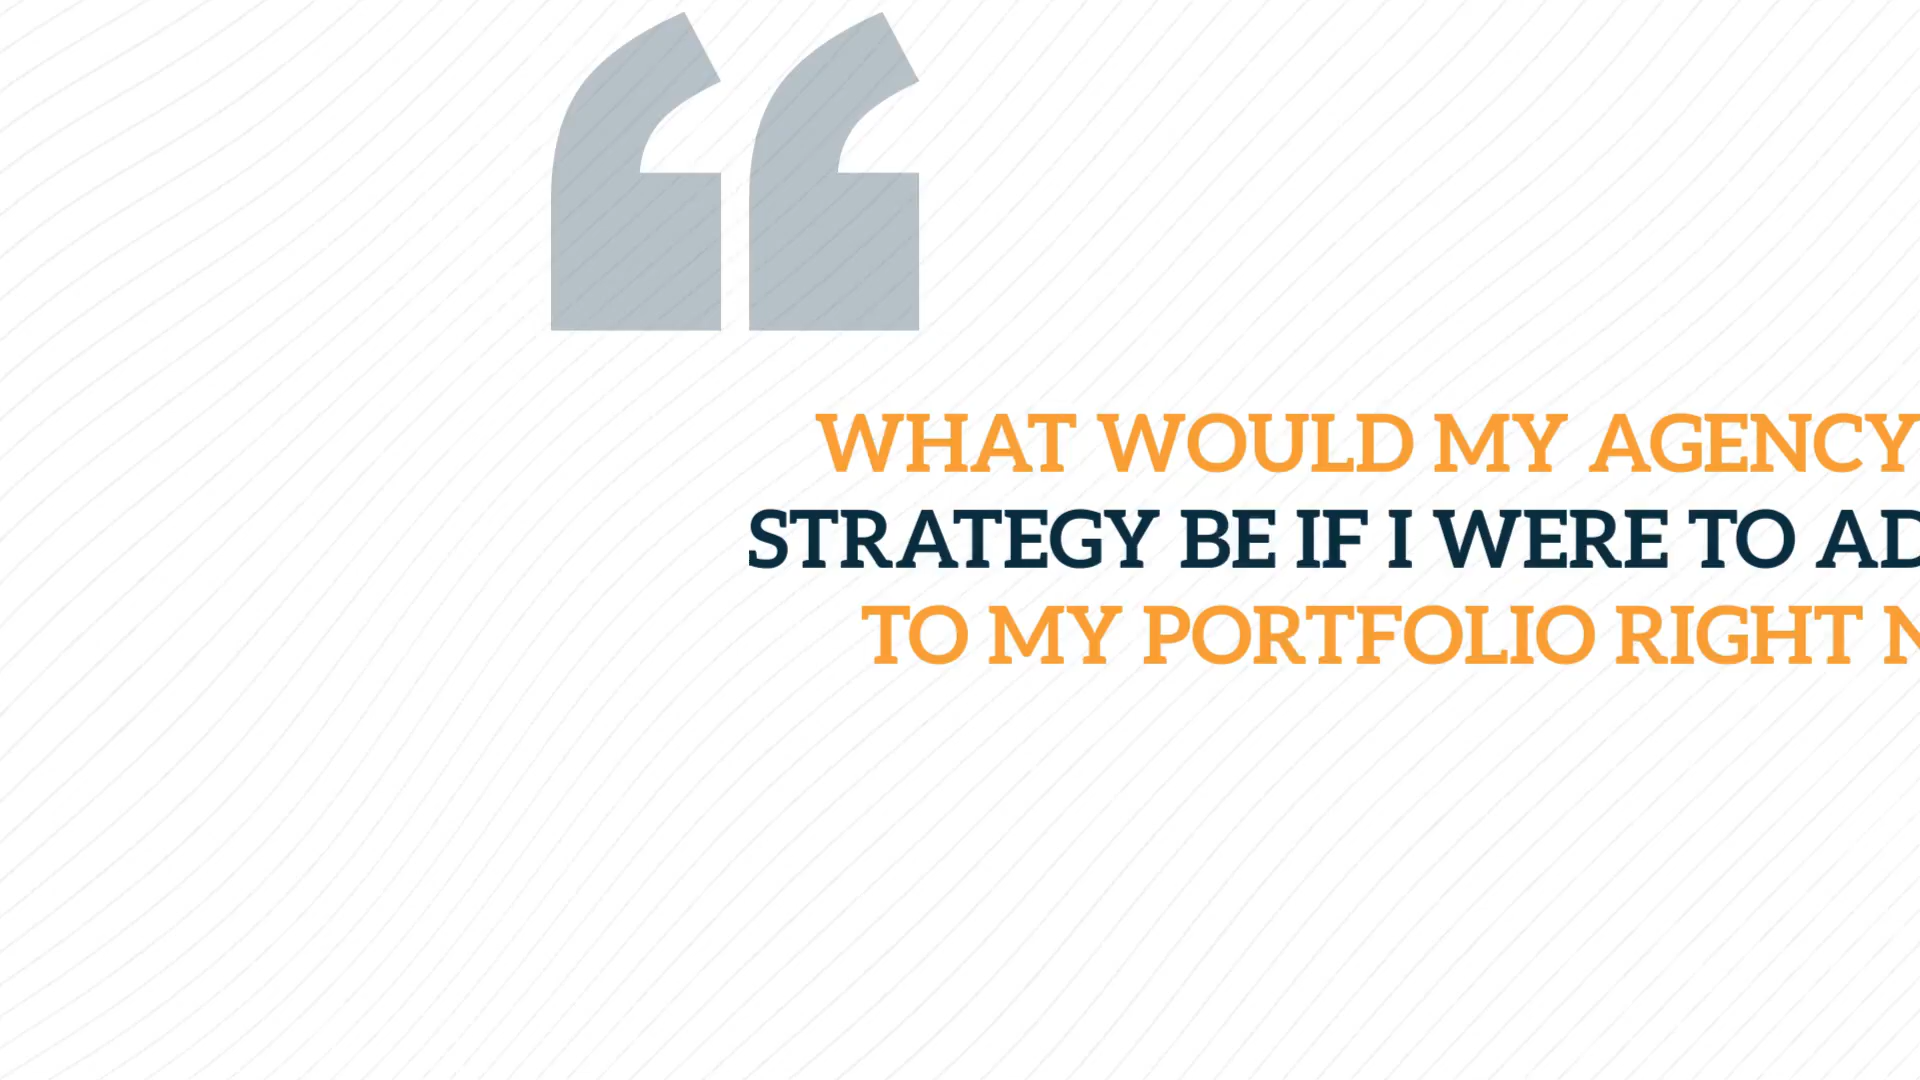 WHAT WOULD MY AGENCY
STRATEGY BE IF I WERE TO
TO MY PORTFOLIO RIGHT